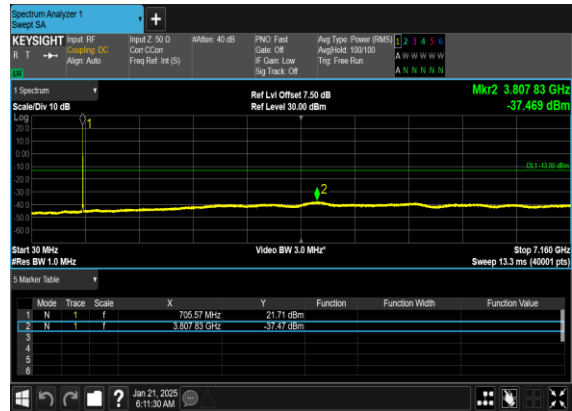 Spectrum Analyzer 1
Swept SA
+
KEYSIGHT Input: RF Input Z: 50 Ω #Atten: 40 dB PNO: Fast Avg Type: Power (RMS) 1 2 3 4 5 6
R T Coupling: DC Corr CCorr Gate: Off Avg|Hold: 100/100 A W W W W W
Align: Auto Freq Ref: Int (S) IF Gain: Low Trig: Free Run
Sig Track: Off A N N N N N
1 Spectrum Ref Lvl Offset 7.50 dB Mkr2 3.807 83 GHz
Scale/Div 10 dB Ref Level 30.00 dBm -37.469 dBm
Log
1
20.0
10.0
0.00
-10.0
DL1 -13.00 dBm
-20.0
-30.0
2
-40.0
-50.0
-60.0
Start 30 MHz Video BW 3.0 MHz* Stop 7.160 GHz
#Res BW 1.0 MHz Sweep 13.3 ms (40001 pts)
5 Marker Table
Mode Trace Scale X Y Function Function Width Function Value
1 N 1 f 705.57 MHz 21.71 dBm
2 N 1 f 3.807 83 GHz -37.47 dBm
3
4
5
6
? Jan 21, 2025
6:11:30 AM